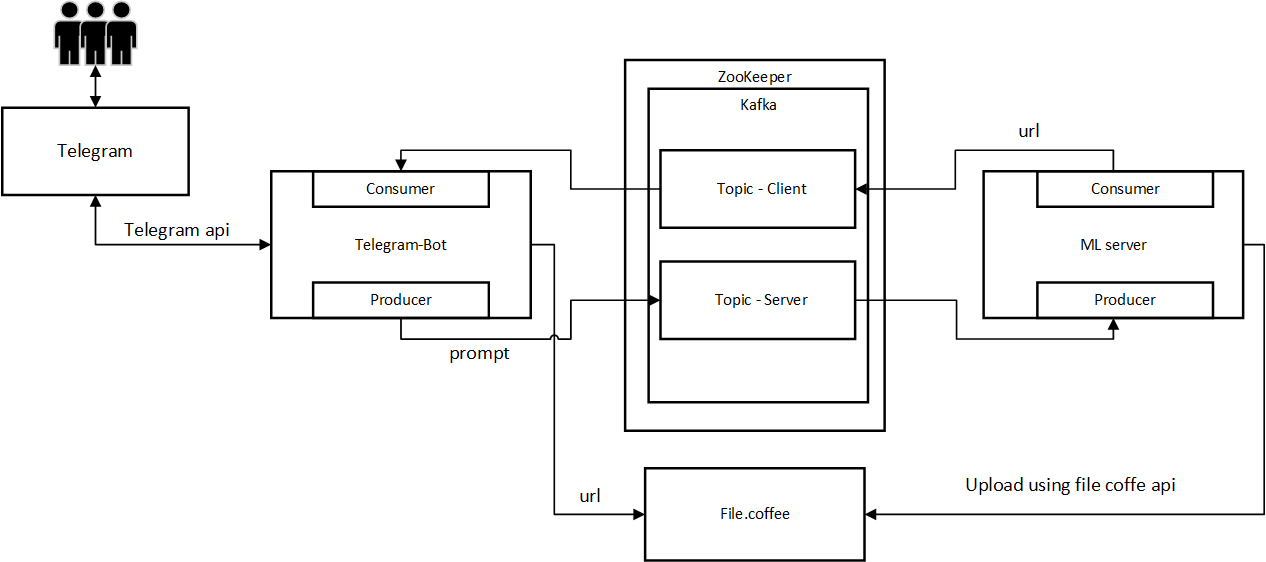 ZooKeeper
Kafka
url
Telegram
Consumer
Topic - Client
Consumer
Telegram api
Telegram-Bot
ML server
Producer
Topic - Server
Producer
prompt
Upload using file coffe api
url
File.coffee